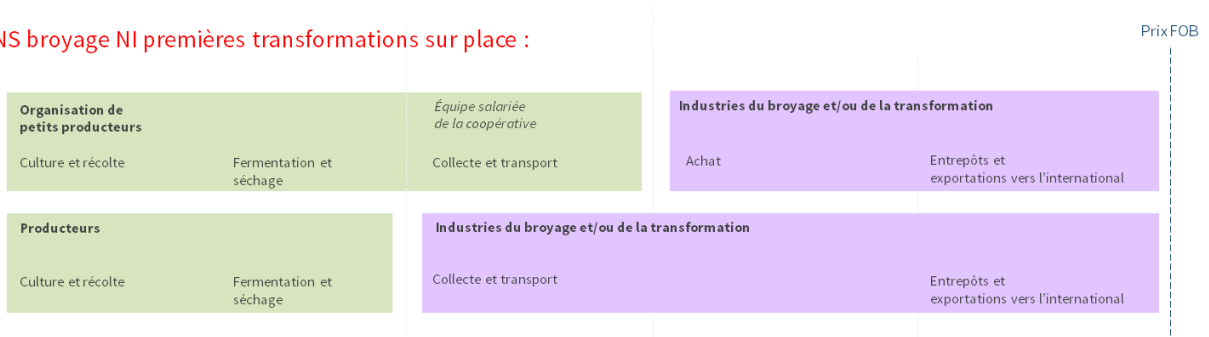 NS broyage NI premières transformations sur place :
Prix FOB
Organisation de
petits producteurs
Équipe salariée
de la coopérative
Industries du broyage et/ou de la transformation
Culture et récolte
Fermentation et
séchage
Collecte et transport
Achat
Entrepôts et
exportations vers l'international
Producteurs
Industries du broyage et/ou de la transformation
Culture et récolte
Fermentation et
séchage
Collecte et transport
Entrepôts et
exportations vers l'international